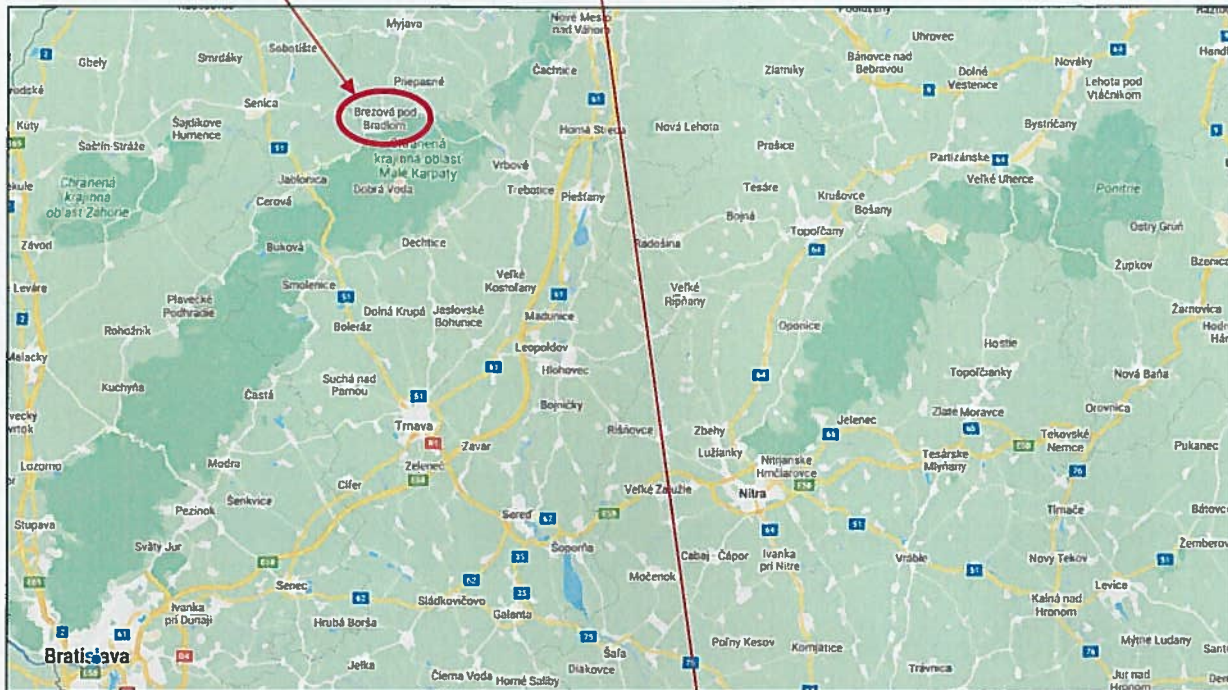 Myjava
Nové Mesto
nad Váhom
Uhrovec
Gbely
Smrdáky
Sobotište
Čachtice
Zlatníky
Bánovce nad
Bebravou
Dolné
Vestenice
Nováky
Lehota pod
Vtáčnikom
Priepasné
Senica
Brezová pod
Bradlom
Kúty
Šajdíkove
Humence
Šaštín-Stráže
Horná Streda
Nová Lehota
Bystričany
Prašice
Partizánske
Chránená
krajinná oblasť
Malé Karpaty
Vrbové
Jablonica
Dobrá Voda
Trebatice
Piešťany
Tesáre
Krušovce
Veľké Uherce
Ponitrie
Chránená
krajinná
oblasť Záhorie
Cerová
Bojná
Bošany
Topoľčany
Ostrý Grúň
Závod
Buková
Dechtice
Radošina
Župkov
Smolenice
Veľké
Kostoľany
Veľké
Ripňany
Plavecké
Podhradie
Dolná Krupá
Jaslovské
Bohunice
Madunice
Žarnovica
Rohožník
Boleráz
Oponice
Malacky
Leopoldov
Hostie
Hlohovec
Kuchyňa
Častá
Suchá nad
Parnou
Topoľčianky
Nová Baňa
Bojničky
Trnava
Rišňovce
Zbehy
Jelenec
Zlaté Moravce
Orovnica
Zavar
Lužianky
Tekovské
Nemce
Pukanec
Lozorno
Modra
Zeleneč
Nitrianske
Hrnčiarovce
Tesárske
Mlyňany
Cífer
Veľké Zálužie
Nitra
Šenkvice
Pezinok
Sereď
Tlmače
Stupava
Svätý Jur
Šoporňa
Cabaj - Čápor
Ivanka
pri Nitre
Vráble
Nový Tekov
Senec
Močenok
Levice
Ivanka
pri Dunaji
Sládkovičovo
Galanta
Kalná nad
Hronom
Hrubá Borša
Poľný Kesov
Komjatice
Mýtne Ludany
Bratislava
Jelka
Šaľa
Čierna Voda
Horné Saliby
Diakovce
Trávnica
Jur nad
Hronom